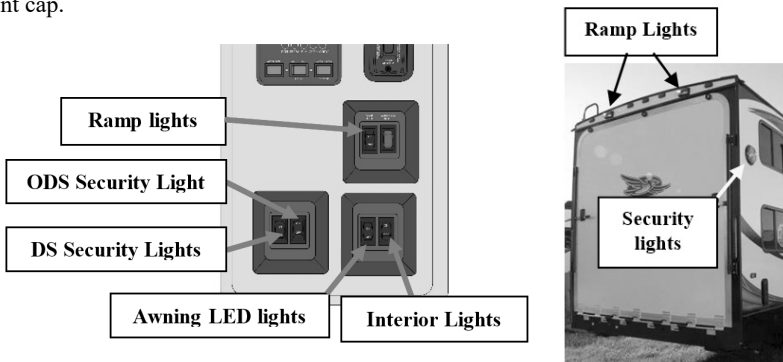 nt cap.
Ramp Lights
Ramp lights
ODS Security Light
DS Security Lights
Security
lights
Awning LED lights
Interior Lights